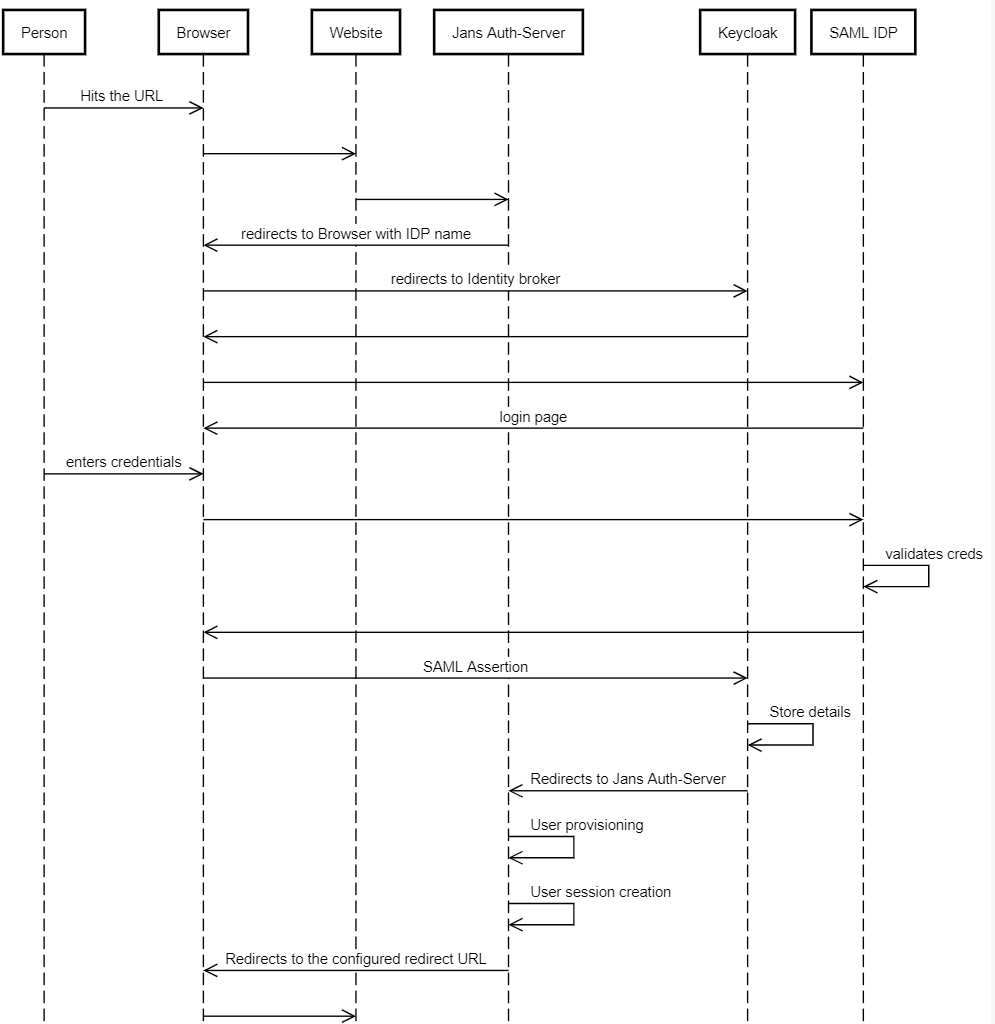 Person
Browser
Website
Jans Auth-Server
Keycloak
SAML IDP
Hits the URL
redirects to Browser with IDP name
redirects to Identity broker
login page
enters credentials
validates creds
SAML Assertion
Store details
Redirects to Jans Auth-Server
User provisioning
User session creation
Redirects to the configured redirect URL